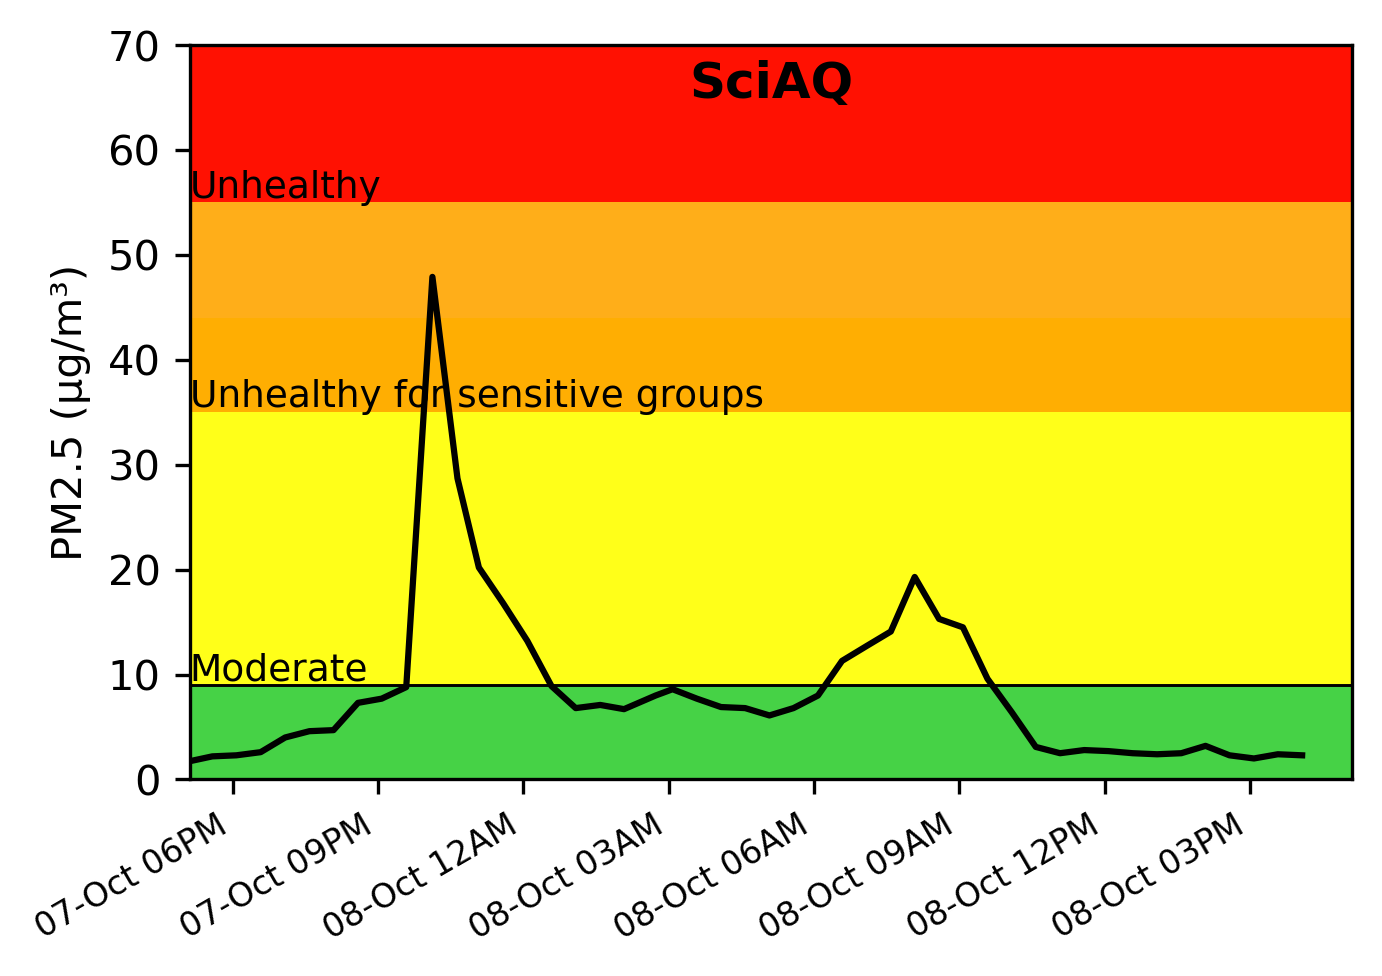 SciAQ
PM2.5 (µg/m³)
70
60
Unhealthy
50
40
Unhealthy for sensitive groups
30
20
10
Moderate
0
07-Oct 06PM
07-Oct 09PM
08-Oct 12AM
08-Oct 03AM
08-Oct 06AM
08-Oct 09AM
08-Oct 12PM
08-Oct 03PM